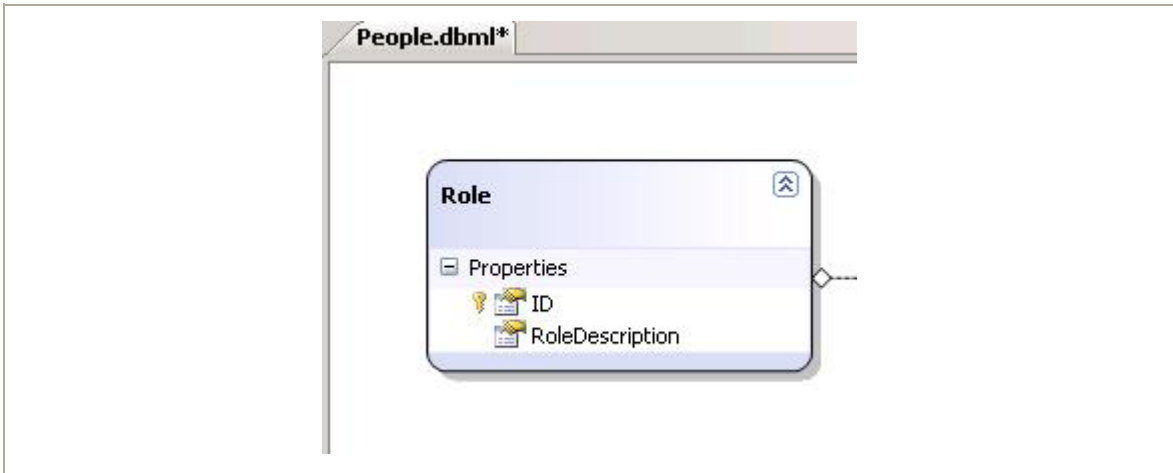 People.dbml*
Role
Properties
ID
RoleDescription